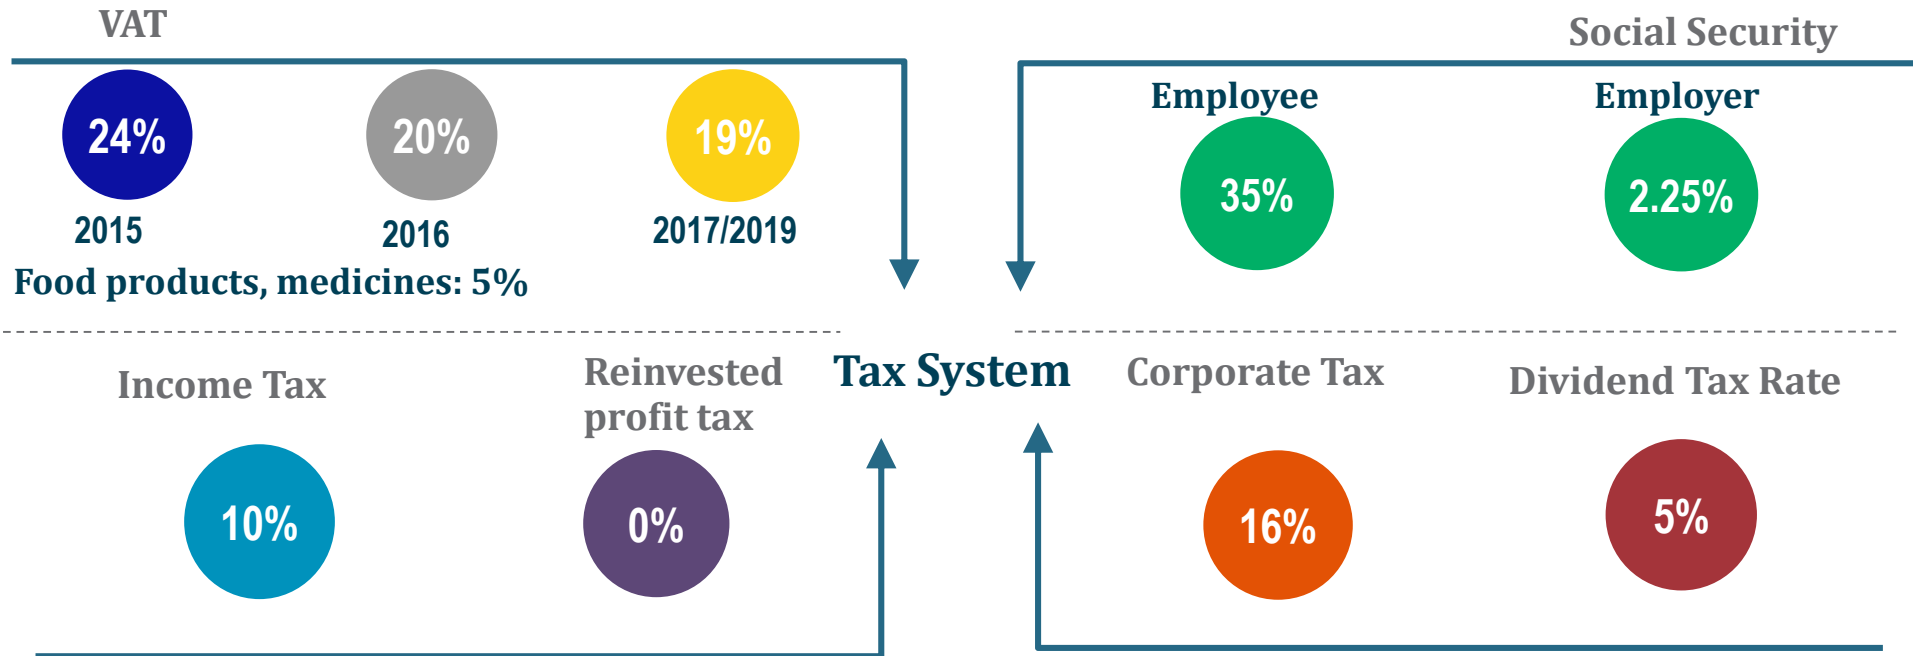 VAT
24%
20%
19%
2015
2016
2017/2019
Food products, medicines: 5%
Social Security
Employee
Employer
35%
2.25%
Tax System
Income Tax
Reinvested
profit tax
10%
0%
Corporate Tax
Dividend Tax Rate
16%
5%